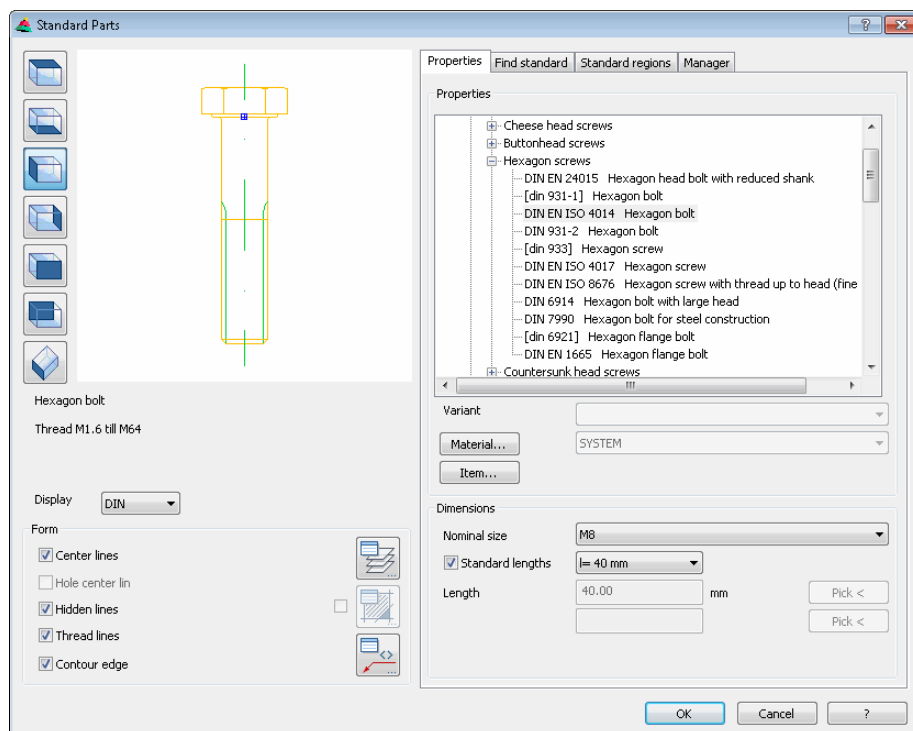 Standard Parts
?
Properties
Find standard
Standard regions
Manager
Properties
Cheese head screws
Buttonhead screws
Hexagon screws
DIN EN 24015 Hexagon head bolt with reduced shank
[din 931-1] Hexagon bolt
DIN EN ISO 4014 Hexagon bolt
DIN 931-2 Hexagon bolt
[din 933] Hexagon screw
DIN EN ISO 4017 Hexagon screw
DIN EN ISO 8676 Hexagon screw with thread up to head (fine
DIN 6914 Hexagon bolt with large head
DIN 7990 Hexagon bolt for steel construction
[din 6921] Hexagon flange bolt
DIN EN 1665 Hexagon flange bolt
Countersunk head screws
Hexagon bolt
Thread M1.6 till M64
Display DIN
Form
Center lines
Hole center lin
Hidden lines
Thread lines
Contour edge
Variant
Material... SYSTEM
Item...
Dimensions
Nominal size M8
Standard lengths l= 40 mm
Length 40.00 mm Pick <
Pick <
OK Cancel ?